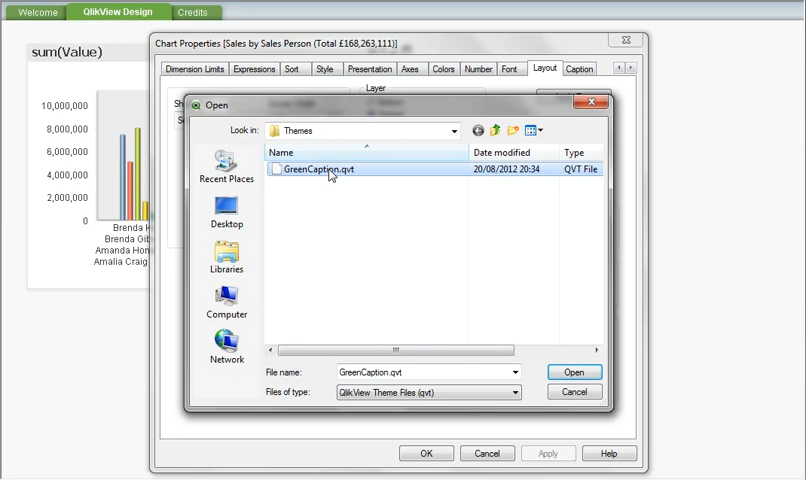 Welcome QlikView Design Credits
Chart Properties [Sales by Sales Person (Total £168,263,111)]
sum(Value)
Dimension Limits Expressions Sort Style Presentation Axes Colors Number Font Layout Caption
Layer
Open
Look in: Themes
Name Date modified Type
GreenCaption.qvt 20/08/2012 20:34 QVT File
Recent Places
Desktop
Libraries
Computer
Network
10,000,000
8,000,000
6,000,000
4,000,000
2,000,000
0
Brenda
Brenda Gib
Amanda Hon
Amalia Craig
File name: GreenCaption.qvt Open
Files of type: QlikView Theme Files (qvt) Cancel
OK Cancel Apply Help